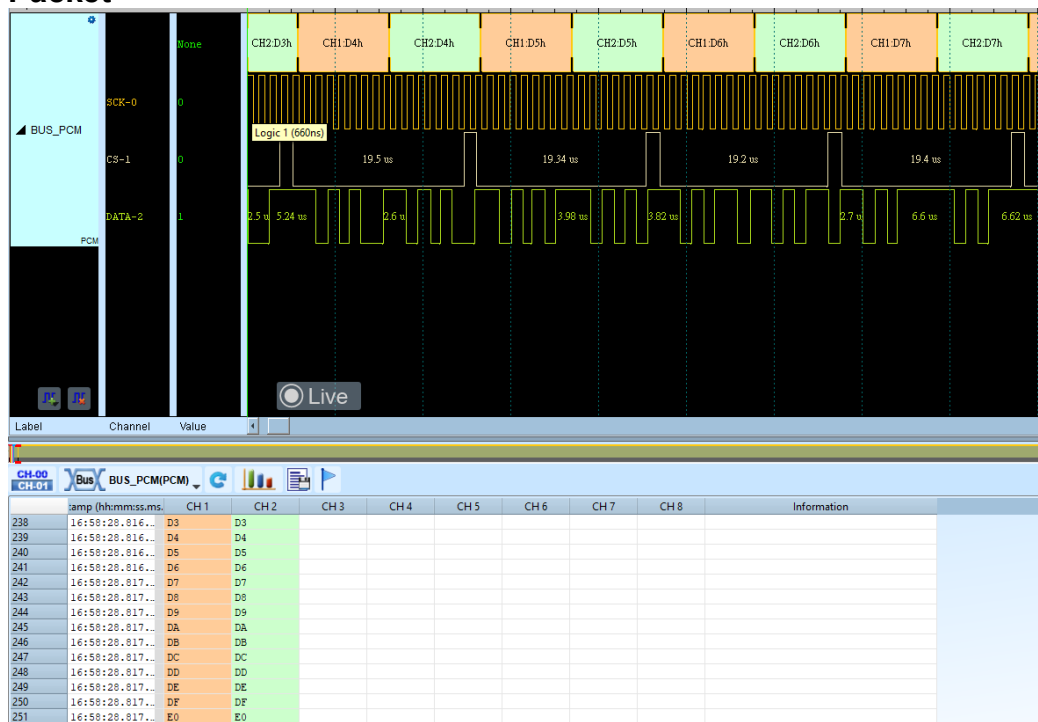 Packet
None CH2:D3h CH1:D4h CH2:D4h CH1:D5h CH2:D5h CH1:D6h CH2:D6h CH1:D7h CH2:D7h
SCK-0 0
BUS_PCM
Logic 1 (660ns)
CS-1 0 19.5 us 19.34 us 19.2 us 19.4 us
DATA-2 1 2.5 u 5.24 us 2.6 u 3.98 us 3.82 us 2.7 u 6.6 us 6.62 us
PCM
Live
Label Channel Value
CH-00
CH-01
Bus BUS_PCM(PCM)
tamp (hh:mm:ss.ms. CH 1 CH 2 CH 3 CH 4 CH 5 CH 6 CH 7 CH 8 Information
238 16:58:28.816... D3 D3
239 16:58:28.816... D4 D4
240 16:58:28.816... D5 D5
241 16:58:28.816... D6 D6
242 16:58:28.817... D7 D7
243 16:58:28.817... D8 D8
244 16:58:28.817... D9 D9
245 16:58:28.817... DA DA
246 16:58:28.817... DB DB
247 16:58:28.817... DC DC
248 16:58:28.817... DD DD
249 16:58:28.817... DE DE
250 16:58:28.817... DF DF
251 16:58:28.817... E0 E0